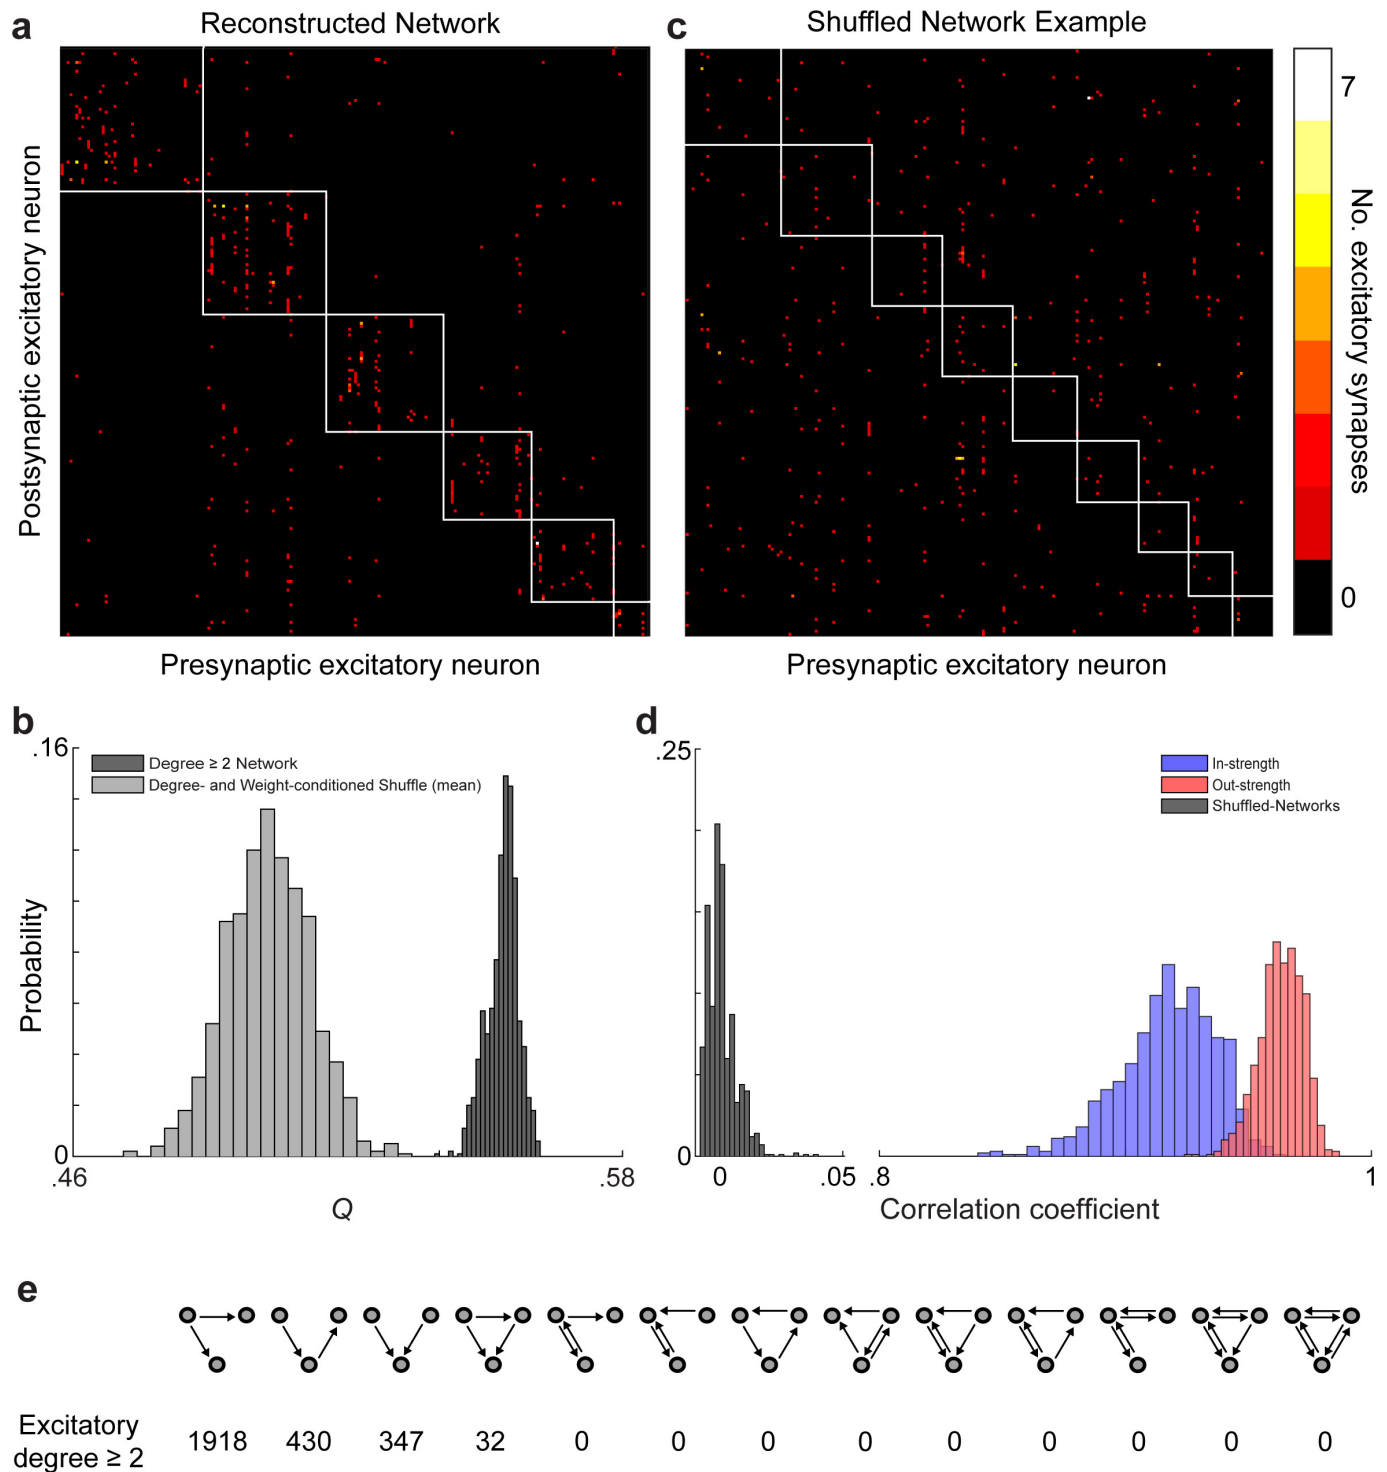 a
Reconstructed Network
Postsynaptic excitatory neuron
Presynaptic excitatory neuron
c
Shuffled Network Example
Presynaptic excitatory neuron
7
0
No. excitatory synapses
b
.16
0
Probability
Degree ≥ 2 Network
Degree- and Weight-conditioned Shuffle (mean)
.46
.58
Q
d
.25
0
In-strength
Out-strength
Shuffled-Networks
0
.05
.8
1
Correlation coefficient
e
Excitatory
degree ≥ 2
1918 430 347 32 0 0 0 0 0 0 0 0 0